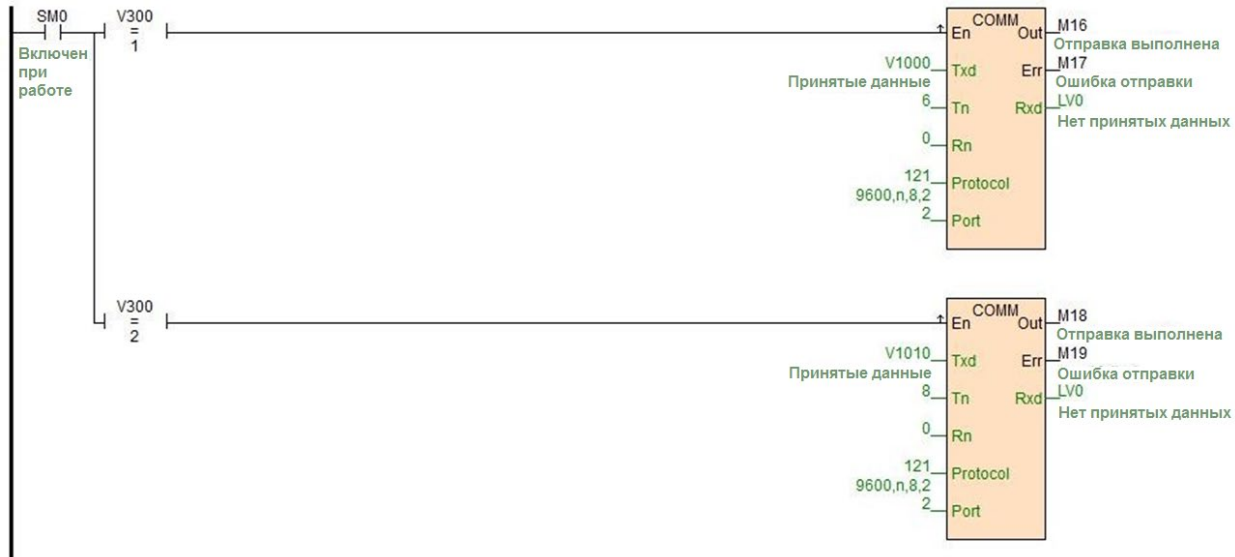 SM0
V300
=
1
Включен
при
работе
COMM
En
Out
M16
Отправка выполнена
V1000
Txd
Принятые данные
Err
M17
Ошибка отправки
6
Tn
Rxd
LV0
Нет принятых данных
0
Rn
121
Protocol
9600,n,8,2
2
Port
V300
=
2
COMM
En
Out
M18
Отправка выполнена
V1010
Txd
Принятые данные
Err
M19
Ошибка отправки
8
Tn
Rxd
LV0
Нет принятых данных
0
Rn
121
Protocol
9600,n,8,2
2
Port